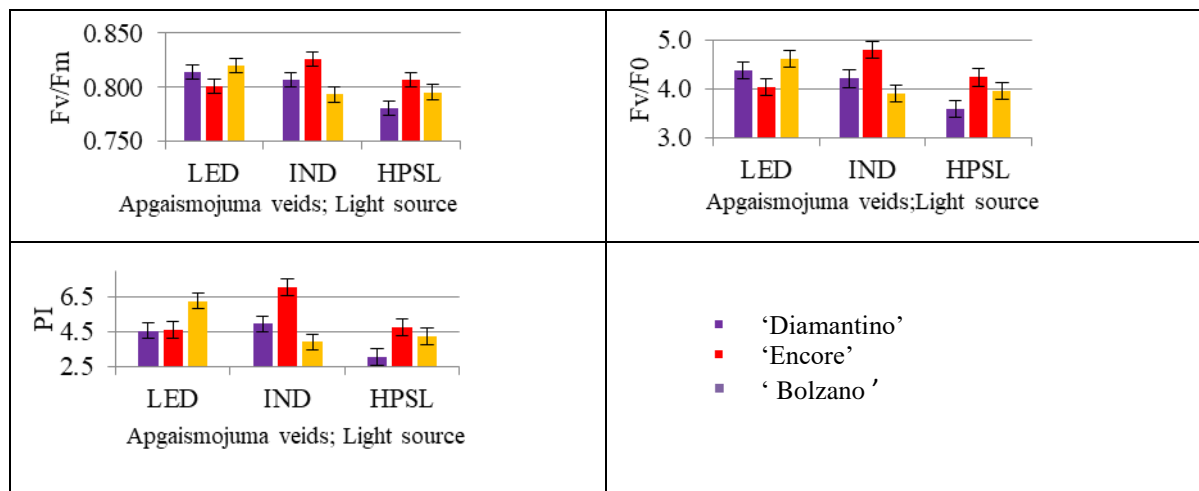 0.850
0.800
0.750
Fv/Fm
LED IND HPSL
Apgaismojuma veids; Light source
5.0
4.0
3.0
Fv/F0
LED IND HPSL
Apgaismojuma veids;Light source
6.5
4.5
2.5
PI
LED IND HPSL
Apgaismojuma veids; Light source
‘Diamantino’
‘Encore’
‘ Bolzano ’